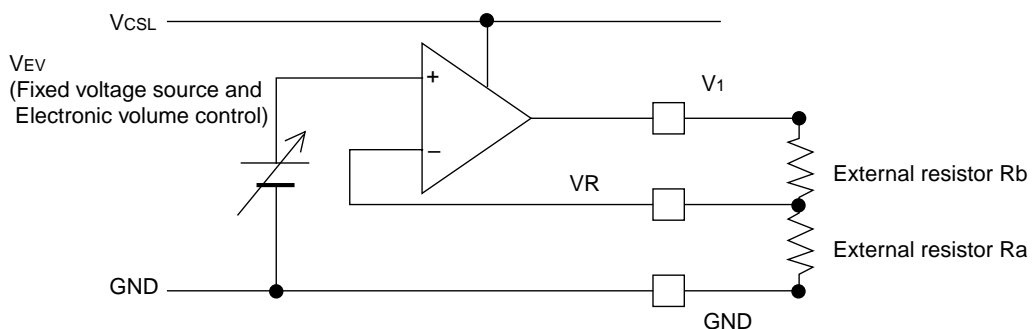 VCSL
VEV
(Fixed voltage source and
Electronic volume control)
+
−
V1
VR
External resistor Rb
External resistor Ra
GND
GND